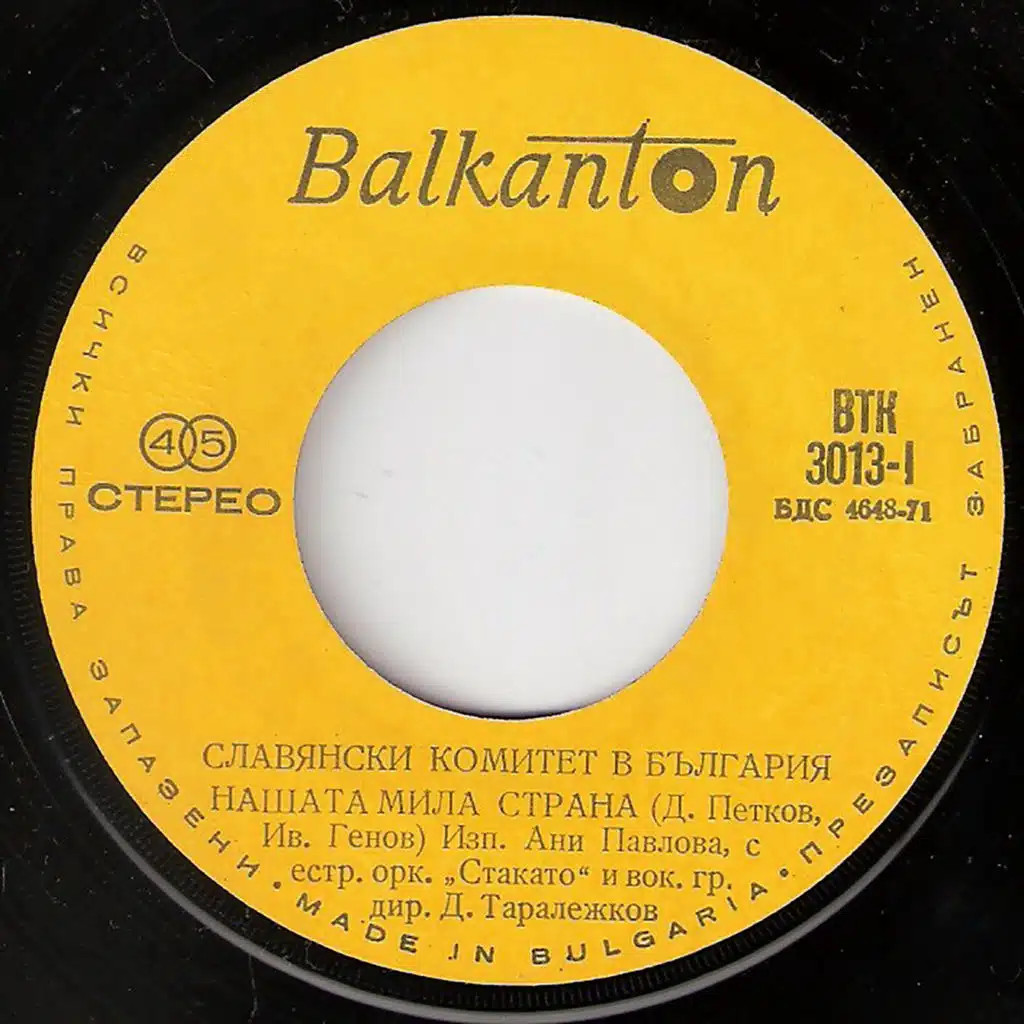 Balkanton
45
СТЕРЕО
ВТК
3013-I
БДС 4648-71
СЛАВЯНСКИ КОМИТЕТ В БЪЛГАРИЯ
НАШАТА МИЛА СТРАНА (Д. Петков,
Ив. Генов) Изп. Ани Павлова, с
естр. орк. „Стакато“ и вок. гр.
дир. Д. Таралежков
ВСИЧКИ ПРАВА ЗАПАЗЕНИ • MADE IN BULGARIA • ПРЕЗАПИСЪТ ЗАБРАНЕН